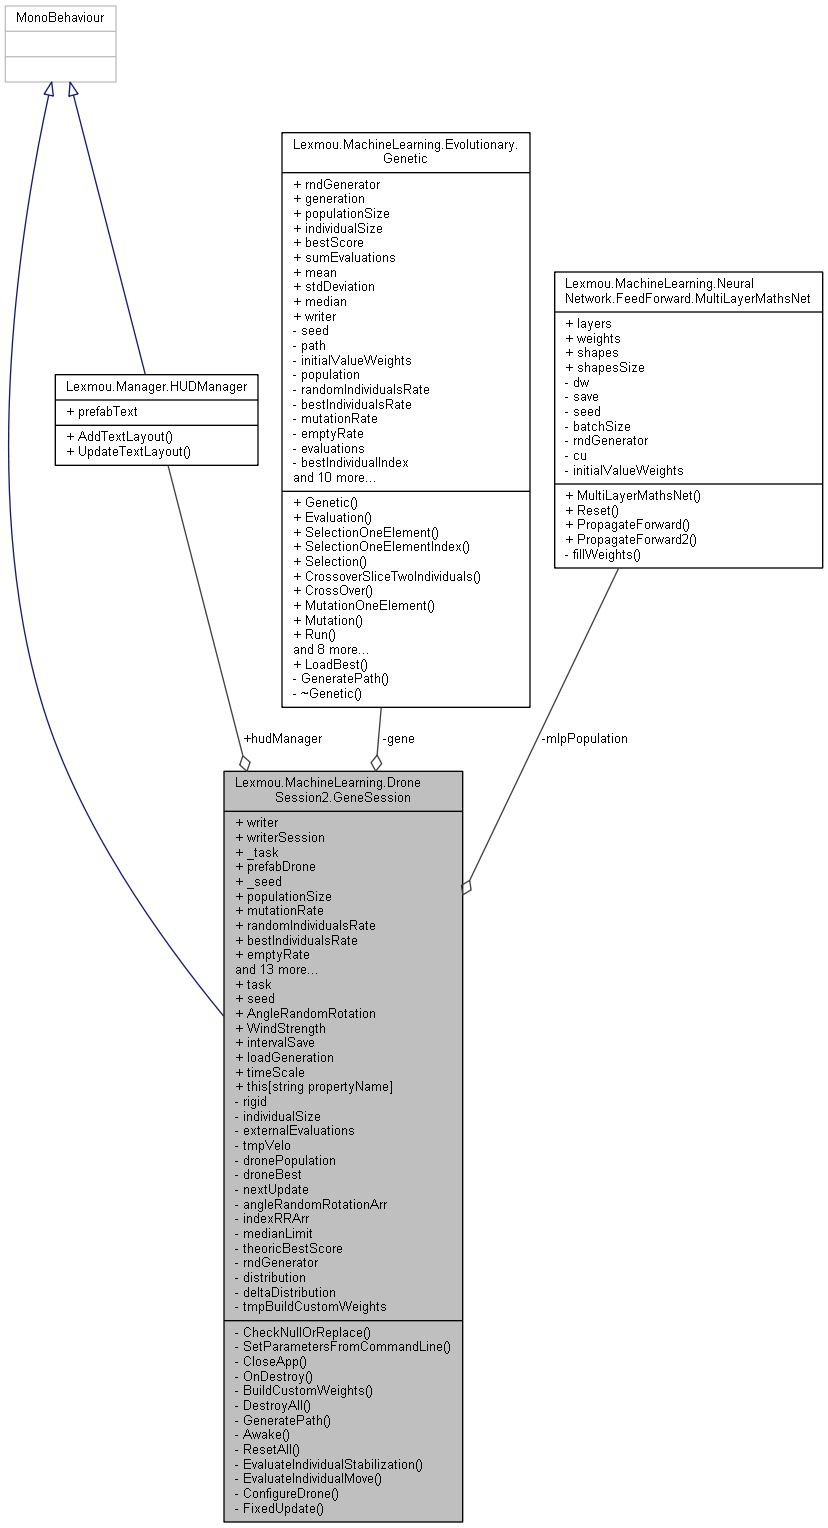 MonoBehaviour
Lexmou.MachineLearning.Evolutionary.
Genetic
+ rndGenerator
+ generation
+ populationSize
+ individualSize
+ bestScore
+ sumEvaluations
+ mean
+ stdDeviation
+ median
+ writer
- seed
- path
- initialValueWeights
- population
- randomIndividualsRate
- bestIndividualsRate
- mutationRate
- emptyRate
- evaluations
- bestIndividualIndex
and 10 more...
+ Genetic()
+ Evaluation()
+ SelectionOneElement()
+ SelectionOneElementIndex()
+ Selection()
+ CrossoverSliceTwoIndividuals()
+ CrossOver()
+ MutationOneElement()
+ Mutation()
+ Run()
and 8 more...
+ LoadBest()
- GeneratePath()
- ~Genetic()
Lexmou.MachineLearning.Neural
Network.FeedForward.MultiLayerMathsNet
+ layers
+ weights
+ shapes
+ shapesSize
- dw
- save
- seed
- batchSize
- rndGenerator
- cu
- initialValueWeights
+ MultiLayerMathsNet()
+ Reset()
+ PropagateForward()
+ PropagateForward2()
- fillWeights()
Lexmou.Manager.HUDManager
+ prefabText
+ AddTextLayout()
+ UpdateTextLayout()
+hudManager
-gene
-mlpPopulation
Lexmou.MachineLearning.Drone
Session2.GeneSession
+ writer
+ writerSession
+ _task
+ prefabDrone
+ _seed
+ populationSize
+ mutationRate
+ randomIndividualsRate
+ bestIndividualsRate
+ emptyRate
and 13 more...
+ task
+ seed
+ AngleRandomRotation
+ WindStrength
+ intervalSave
+ loadGeneration
+ timeScale
+ this[string propertyName]
- rigid
- individualSize
- externalEvaluations
- tmpVelo
- dronePopulation
- droneBest
- nextUpdate
- angleRandomRotationArr
- indexRRArr
- medianLimit
- theoricBestScore
- rndGenerator
- distribution
- deltaDistribution
- tmpBuildCustomWeights
- CheckNullOrReplace()
- SetParametersFromCommandLine()
- CloseApp()
- OnDestroy()
- BuildCustomWeights()
- DestroyAll()
- GeneratePath()
- Awake()
- ResetAll()
- EvaluateIndividualStabilization()
- EvaluateIndividualMove()
- ConfigureDrone()
- FixedUpdate()